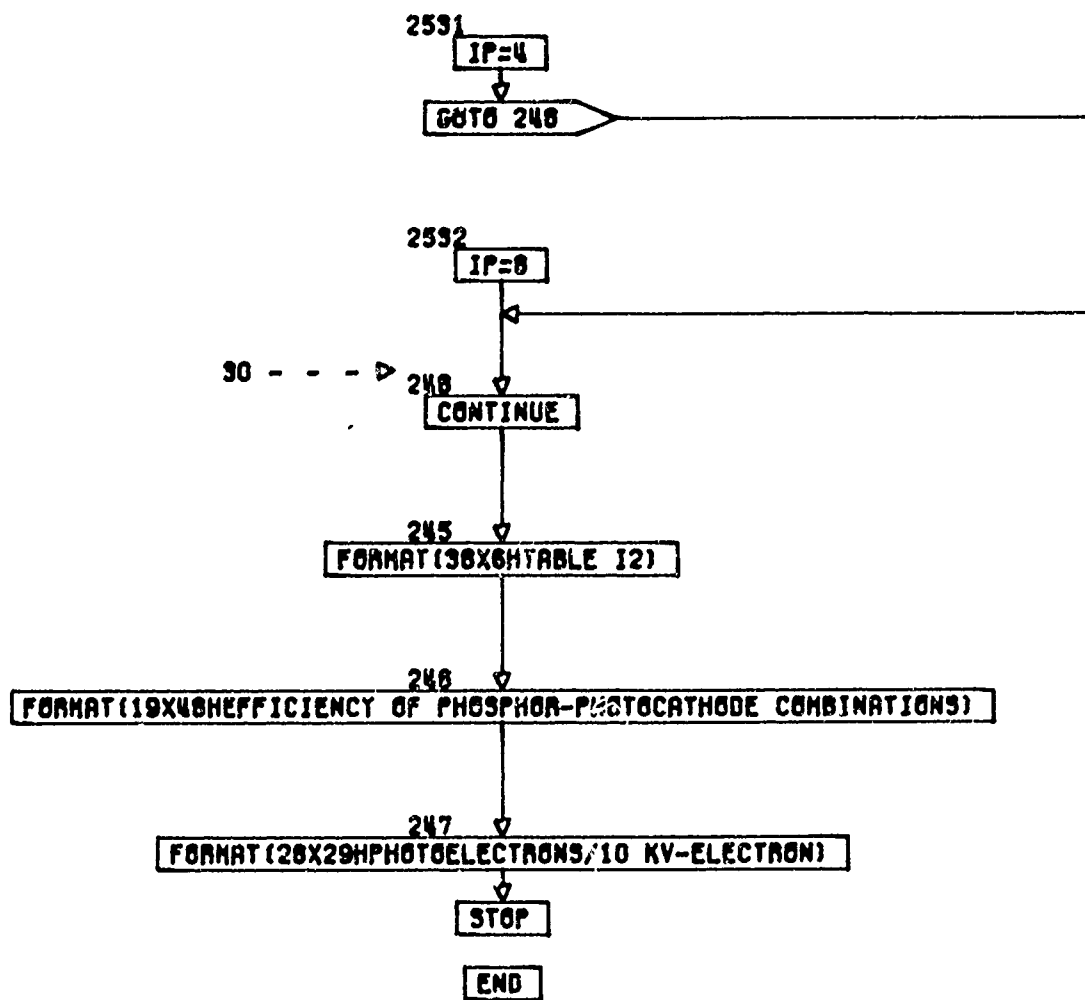 2531
IP=4
GOTO 248
2532
IP=8
30 - - -
248
CONTINUE
245
FORMAT(38X8HTABLE I2)
246
FORMAT(19X48HEFFICIENCY OF PHOSPHOR-PHOTOCATHODE COMBINATIONS)
247
FORMAT(28X29HPHOTOELECTRONS/10 KV-ELECTRON)
STOP
END